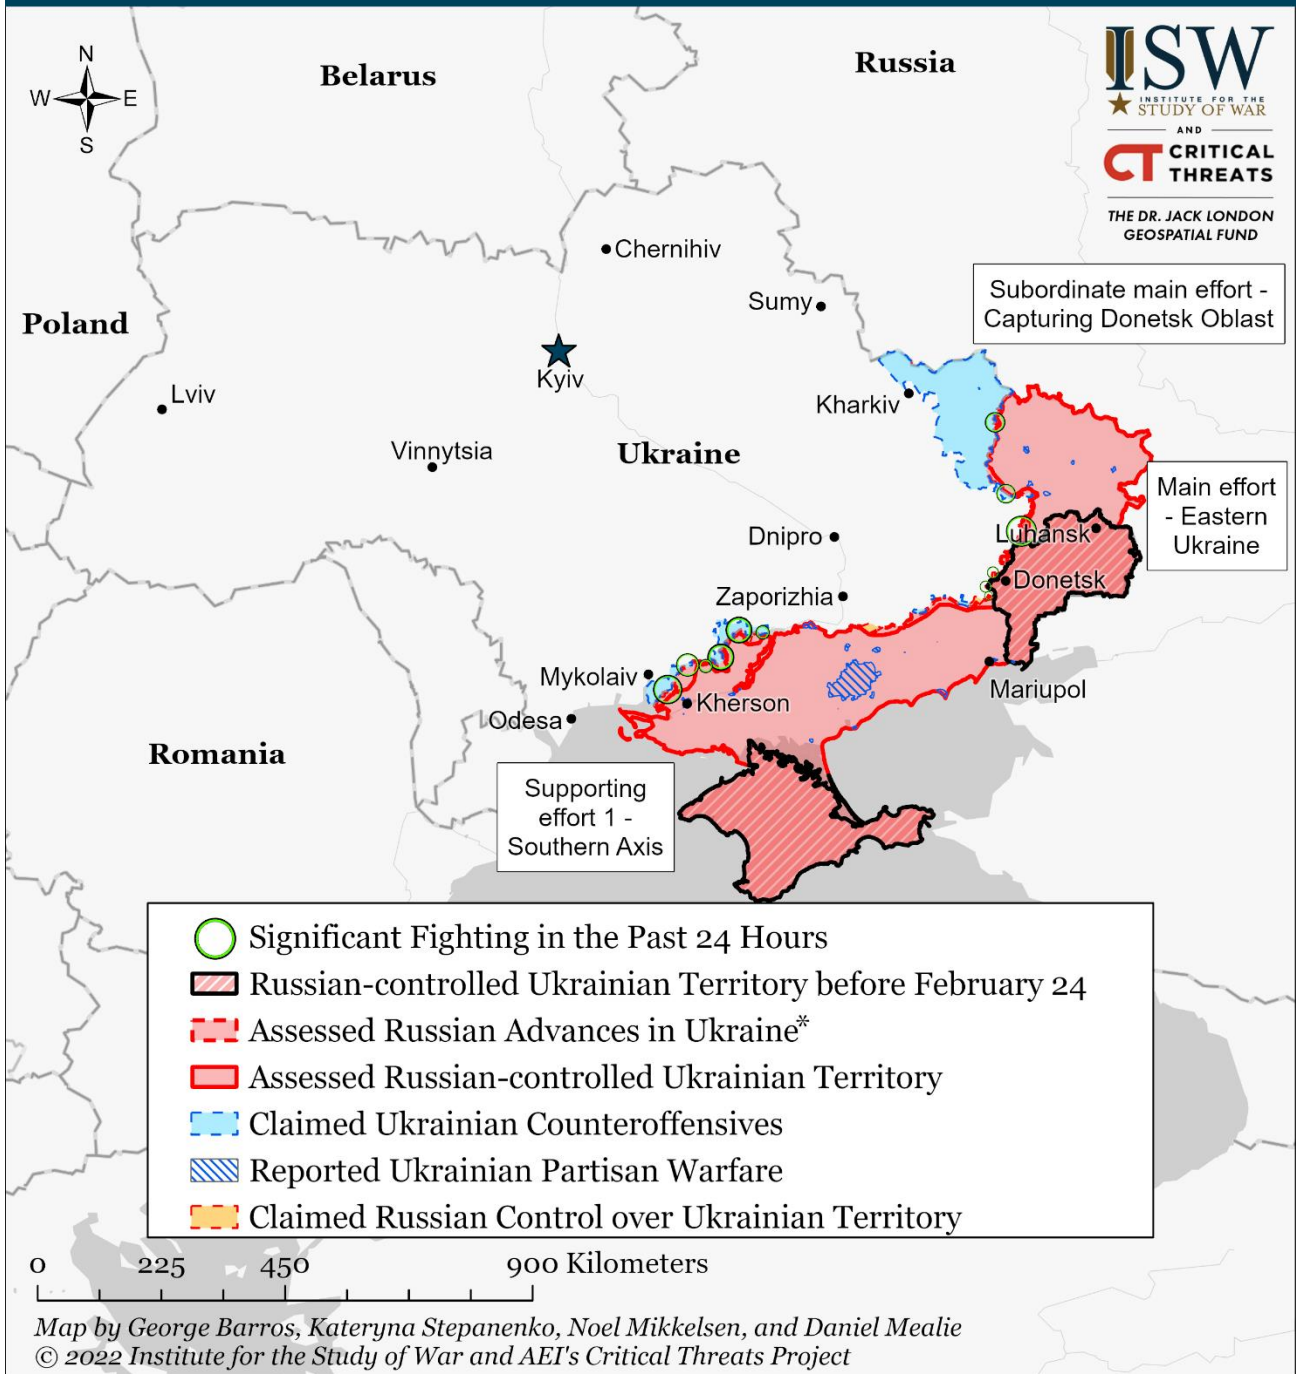 N
W
E
S
Belarus
Russia
ISW
INSTITUTE FOR THE
STUDY OF WAR
AND
CT CRITICAL
THREATS
THE DR. JACK LONDON
GEOSPATIAL FUND
Chernihiv
Subordinate main effort -
Capturing Donetsk Oblast
Sumy
Poland
Kyiv
Lviv
Kharkiv
Vinnytsia
Ukraine
Main effort
- Eastern
Ukraine
Dnipro
Luhansk
Donetsk
Zaporizhia
Mykolaiv
Mariupol
Kherson
Odesa
Romania
Supporting
effort 1 -
Southern Axis
Significant Fighting in the Past 24 Hours
Russian-controlled Ukrainian Territory before February 24
Assessed Russian Advances in Ukraine*
Assessed Russian-controlled Ukrainian Territory
Claimed Ukrainian Counteroffensives
Reported Ukrainian Partisan Warfare
Claimed Russian Control over Ukrainian Territory
0 225 450 900 Kilometers
Map by George Barros, Kateryna Stepanenko, Noel Mikkelsen, and Daniel Mealie
© 2022 Institute for the Study of War and AEI's Critical Threats Project